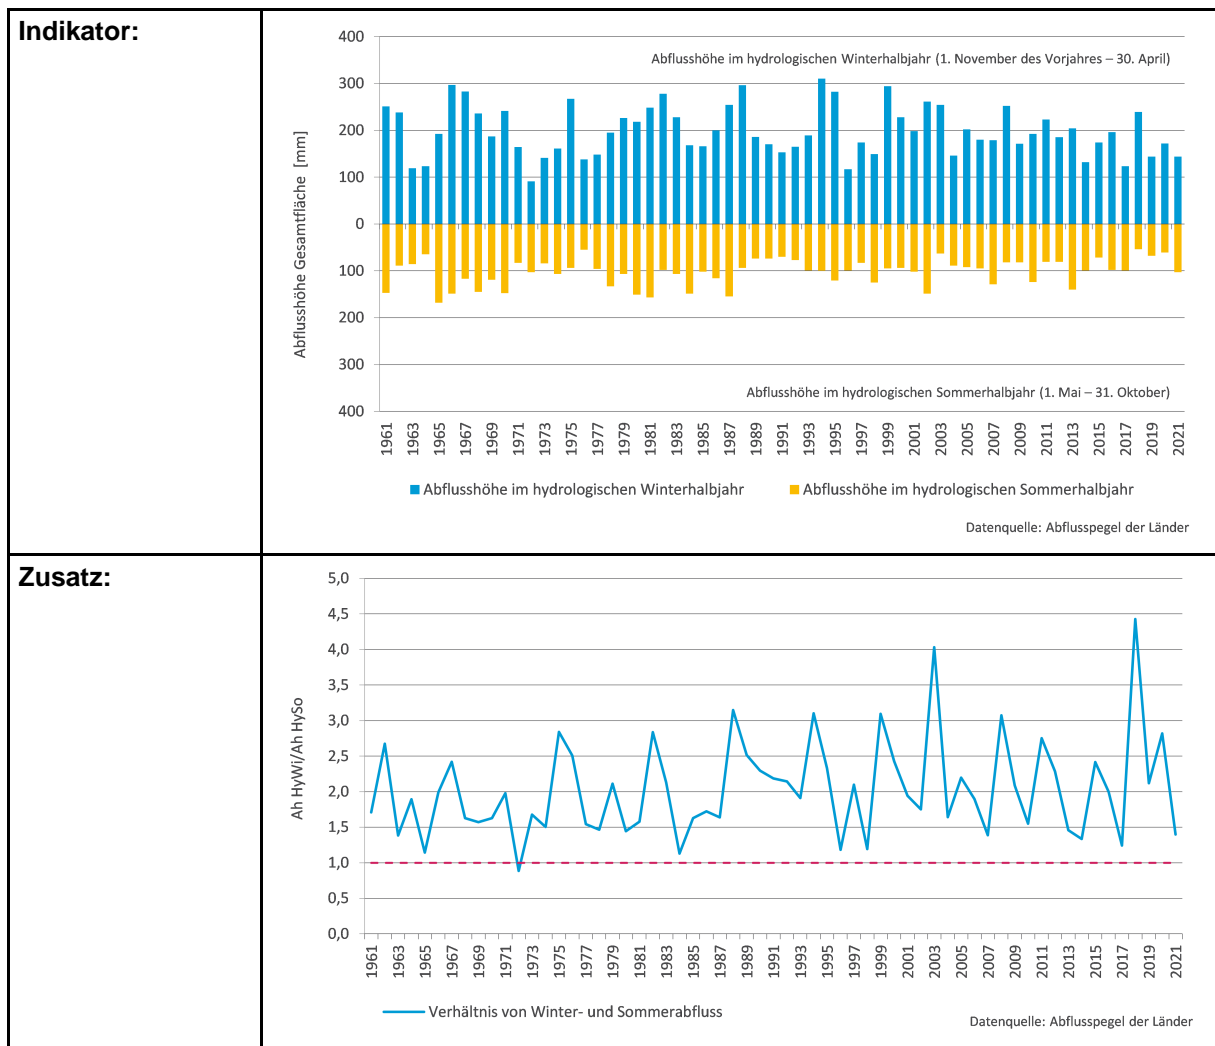 Indikator:
Abflusshöhe Gesamtfläche [mm]
400
300
200
100
0
100
200
300
400
Abflusshöhe im hydrologischen Winterhalbjahr (1. November des Vorjahres – 30. April)
Abflusshöhe im hydrologischen Sommerhalbjahr (1. Mai – 31. Oktober)
1961 1963 1965 1967 1969 1971 1973 1975 1977 1979 1981 1983 1985 1987 1989 1991 1993 1995 1997 1999 2001 2003 2005 2007 2009 2011 2013 2015 2017 2019 2021
Abflusshöhe im hydrologischen Winterhalbjahr Abflusshöhe im hydrologischen Sommerhalbjahr
Datenquelle: Abflusspegel der Länder
Zusatz:
Ah HyWi/Ah HySo
5,0
4,5
4,0
3,5
3,0
2,5
2,0
1,5
1,0
0,5
0,0
1961 1963 1965 1967 1969 1971 1973 1975 1977 1979 1981 1983 1985 1987 1989 1991 1993 1995 1997 1999 2001 2003 2005 2007 2009 2011 2013 2015 2017 2019 2021
Verhältnis von Winter- und Sommerabfluss
Datenquelle: Abflusspegel der Länder